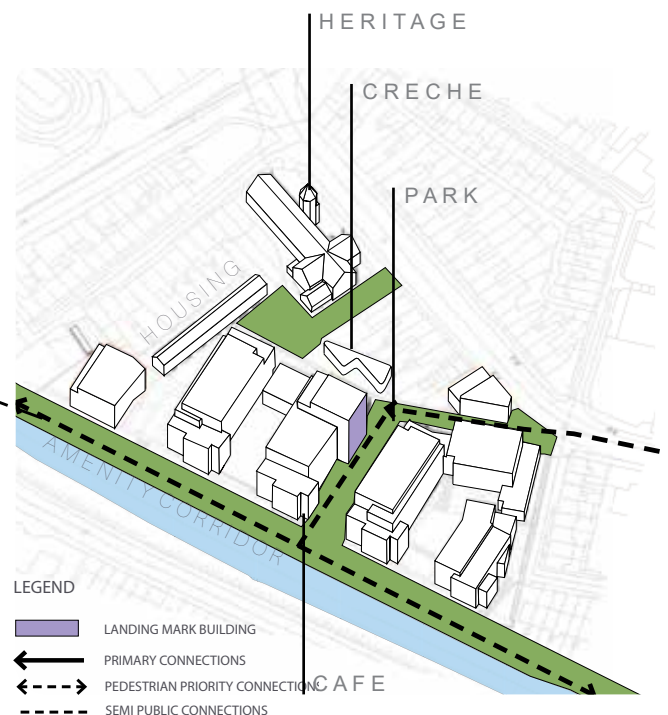 HERITAGE
CRECHE
PARK
HOUSING
AMENITY CORRIDOR
LEGEND
LANDING MARK BUILDING
PRIMARY CONNECTIONS
PEDESTRIAN PRIORITY CONNECTIONS
CAFE
SEMI PUBLIC CONNECTIONS